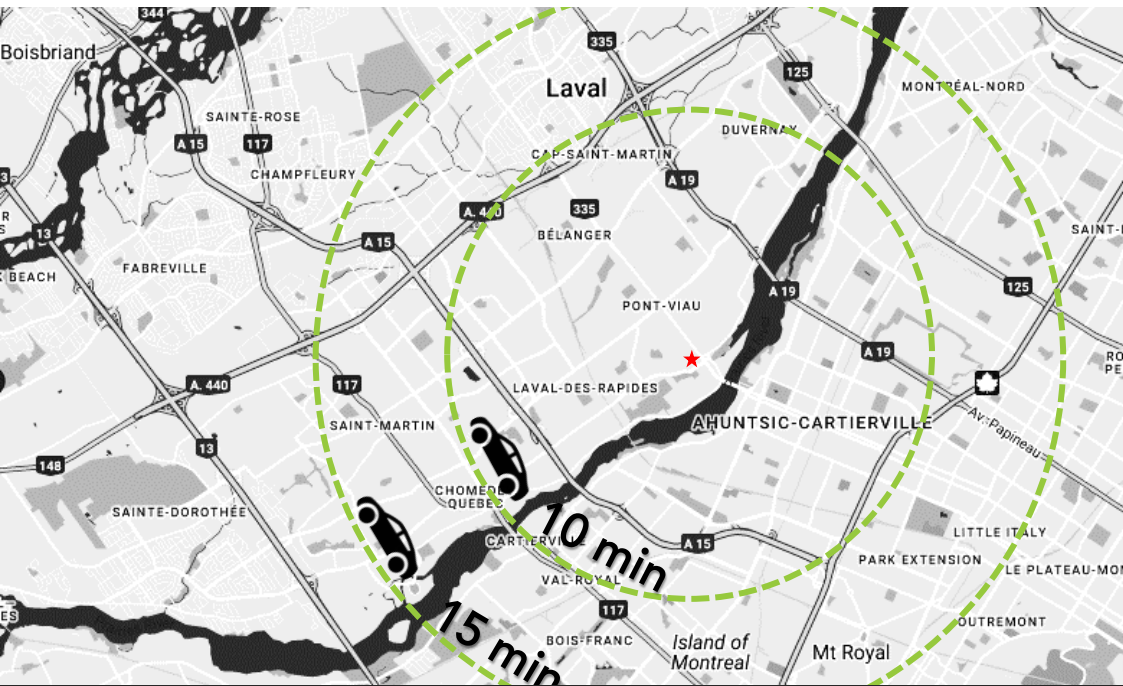 344
Boisbriand
335
Laval
125
MONTRÉAL-NORD
SAINTE-ROSE
DUVERNAY
A 15
117
CAP-SAINT-MARTIN
CHAMPFLEURY
A 19
3
A. 440
335
13
A 15
BÉLANGER
SAINT-
BEACH
FABREVILLE
A 19
125
PONT-VIAU
A 19
A. 440
117
LAVAL-DES-RAPIDES
SAINT-MARTIN
AHUNTSIC-CARTIERVILLE
Av. Papineau
13
148
CHOMEDEY
QUEBEC
SAINTE-DOROTHÉE
10 min
LITTLE ITALY
CARTIERVILLE
A 15
PARK EXTENSION
LE PLATEAU-MO
VAL-ROYAL
15 min
117
OUTREMONT
BOIS-FRANC
Island of
Montreal
Mt Royal